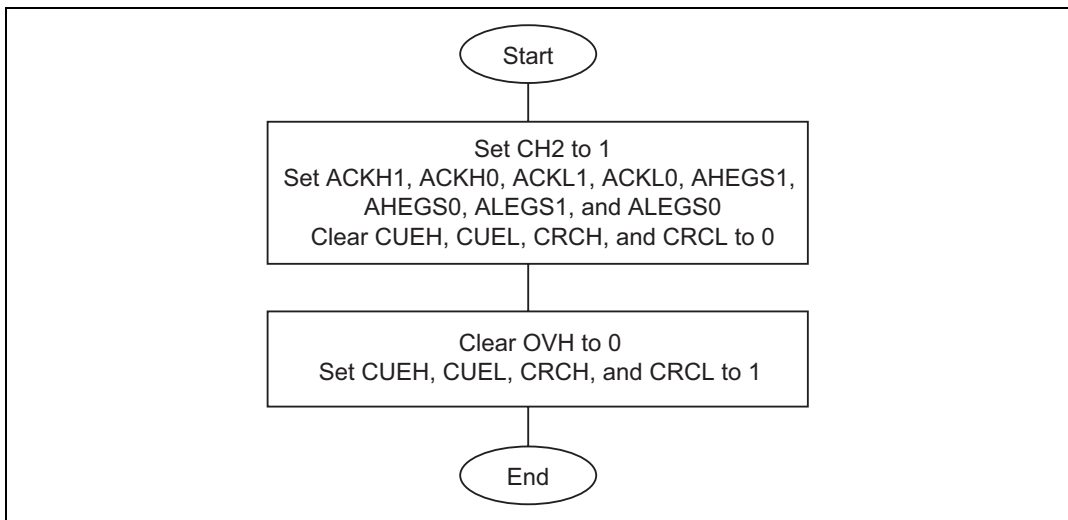 Start
Set CH2 to 1
Set ACKH1, ACKH0, ACKL1, ACKL0, AHEGS1,
AHEGS0, ALEGS1, and ALEGS0
Clear CUEH, CUEL, CRCH, and CRCL to 0
Clear OVH to 0
Set CUEH, CUEL, CRCH, and CRCL to 1
End